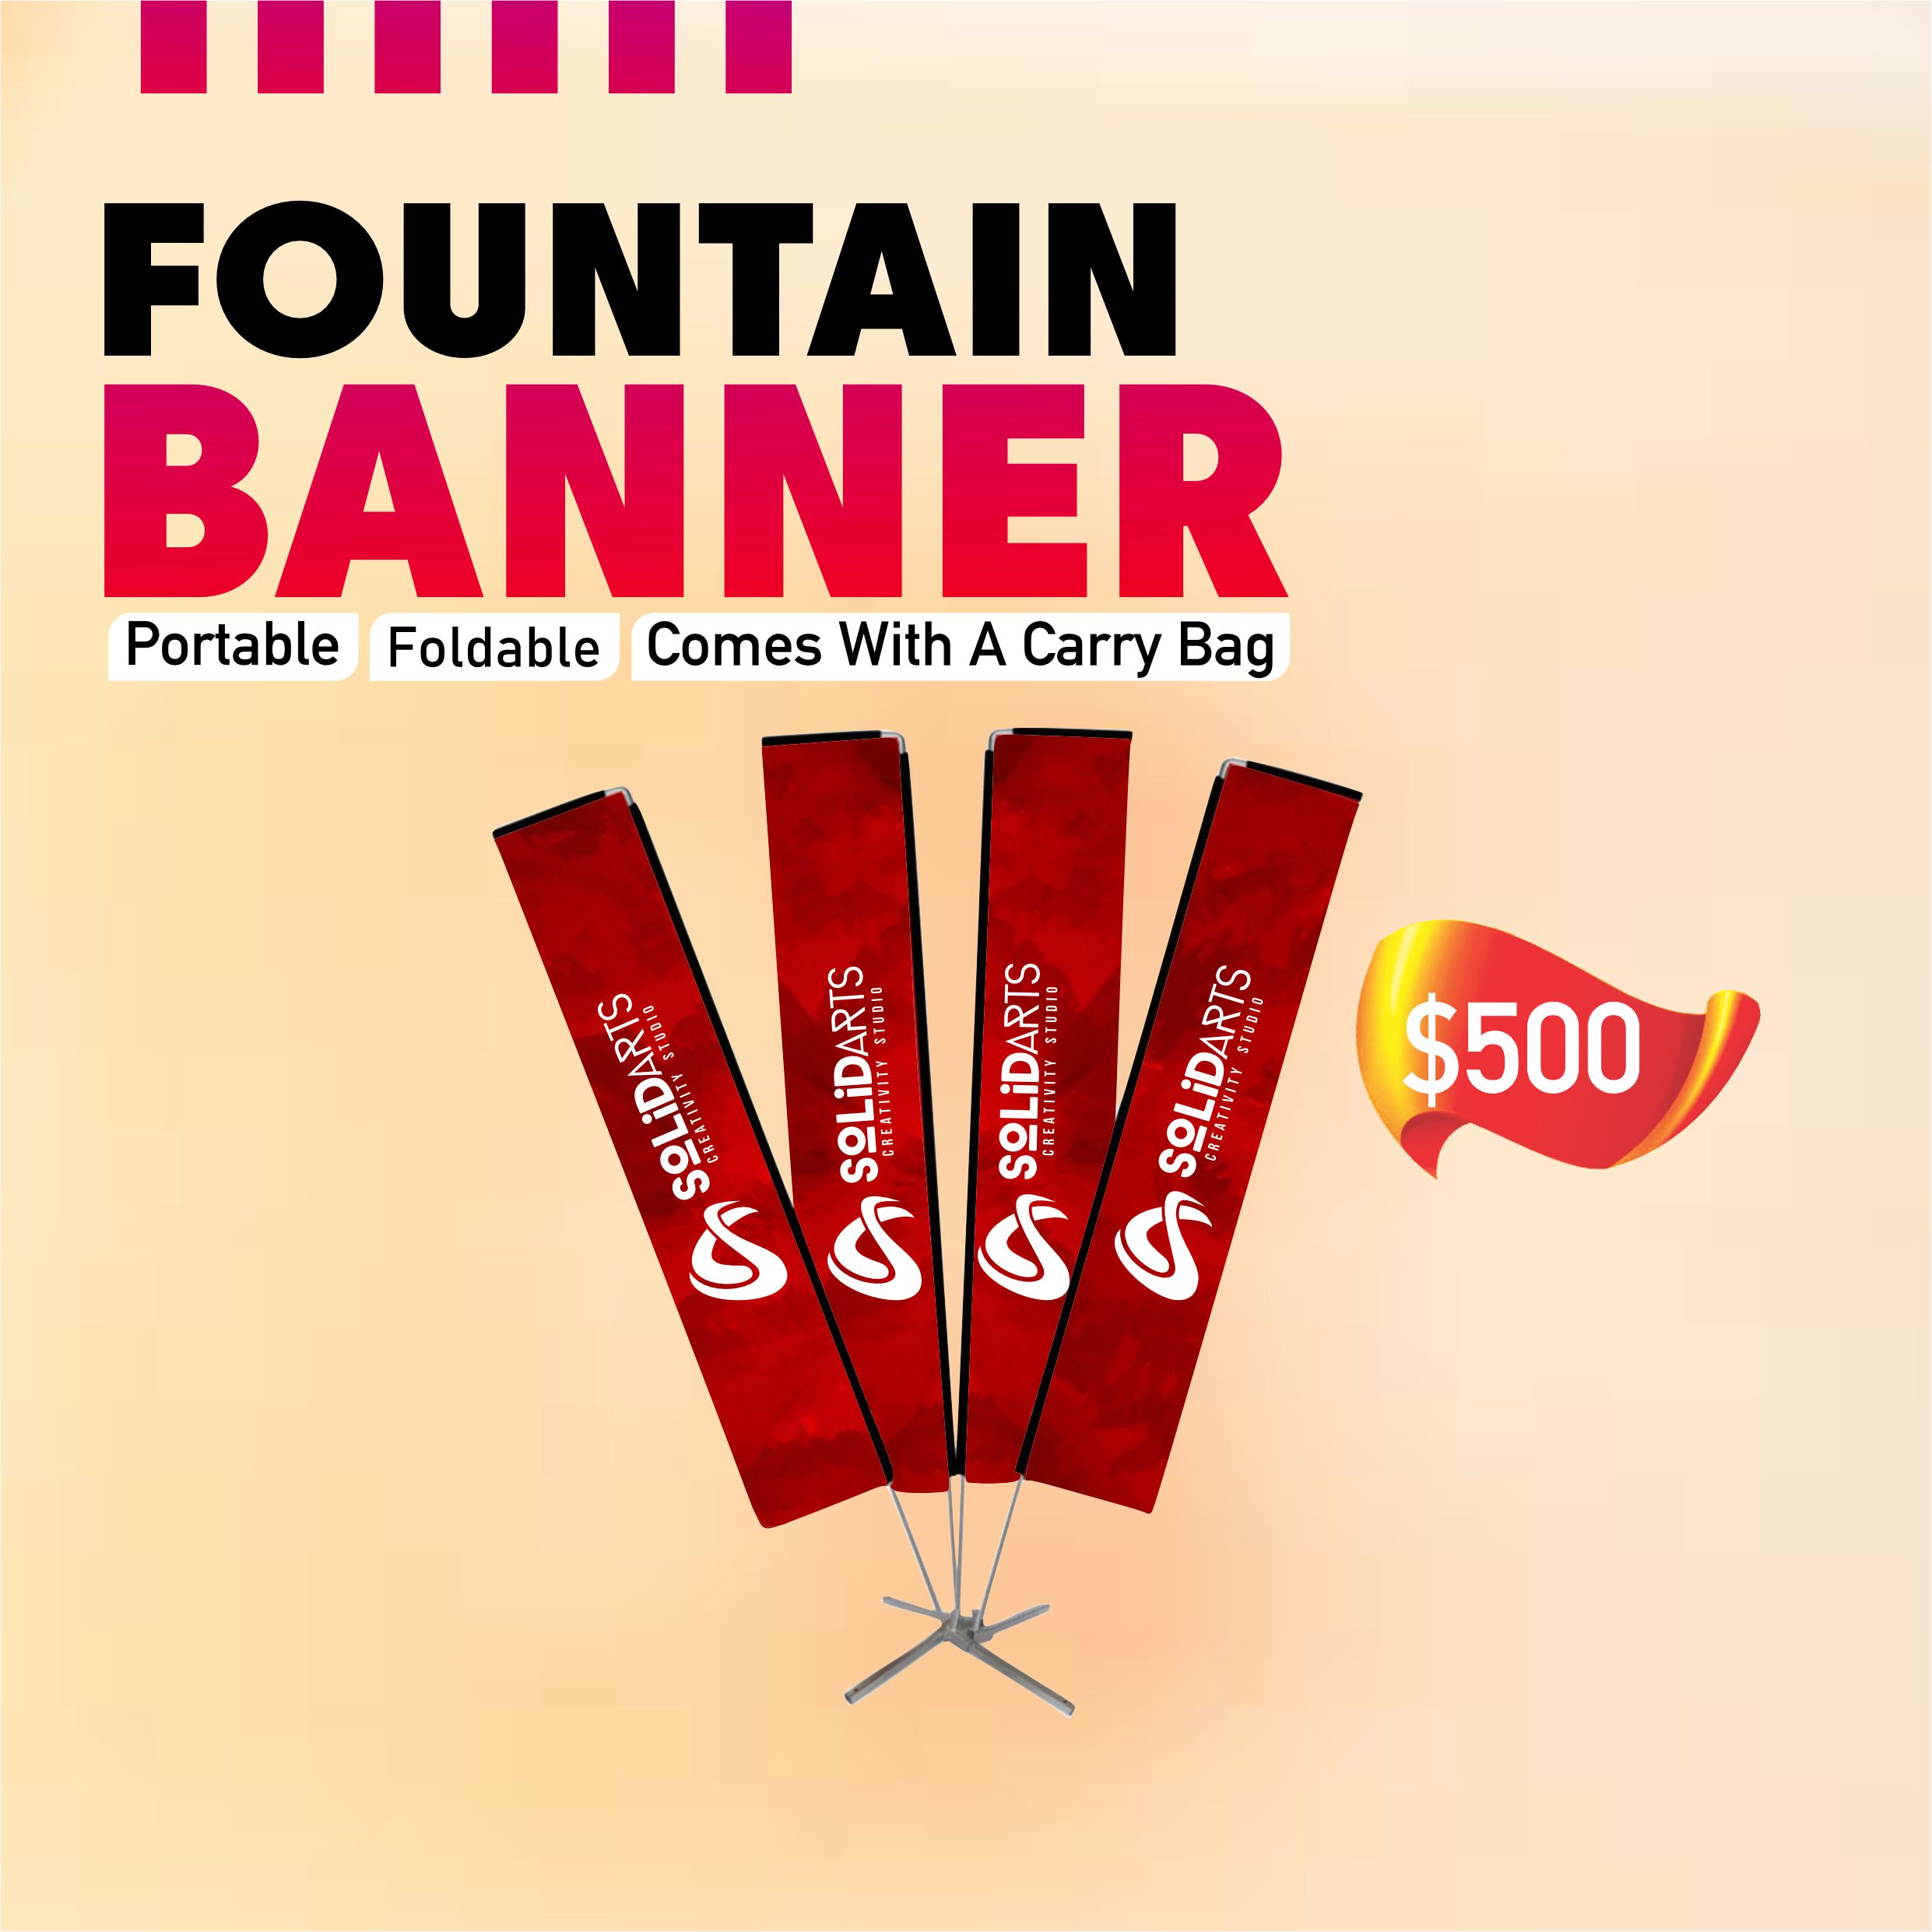 FOUNTAIN
BANNER
Portable Foldable Comes With A Carry Bag
SOLiDARTS
CREATIVITY STUDIO
SOLiDARTS
CREATIVITY STUDIO
SOLiDARTS
CREATIVITY STUDIO
SOLiDARTS
CREATIVITY STUDIO
$500